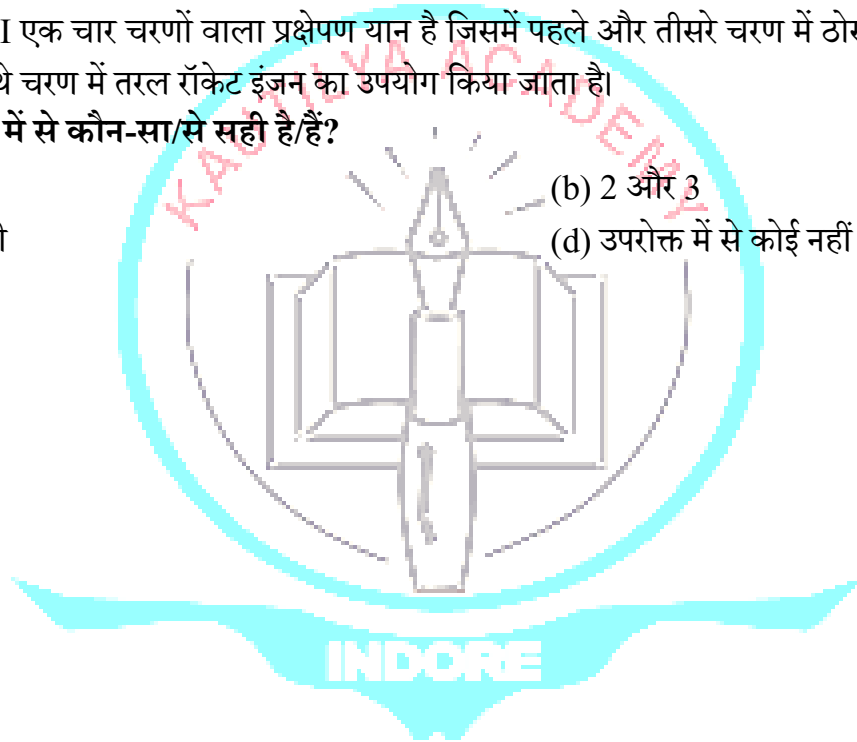 I एक चार चरणों वाला प्रक्षेपण यान है जिसमें पहले और तीसरे चरण में ठोस
थे चरण में तरल रॉकेट इंजन का उपयोग किया जाता है।
में से कौन-सा/से सही है/हैं?
(b) 2 और 3
ी (d) उपरोक्त में से कोई नहीं
KAUTILYA ACADEMY
INDORE